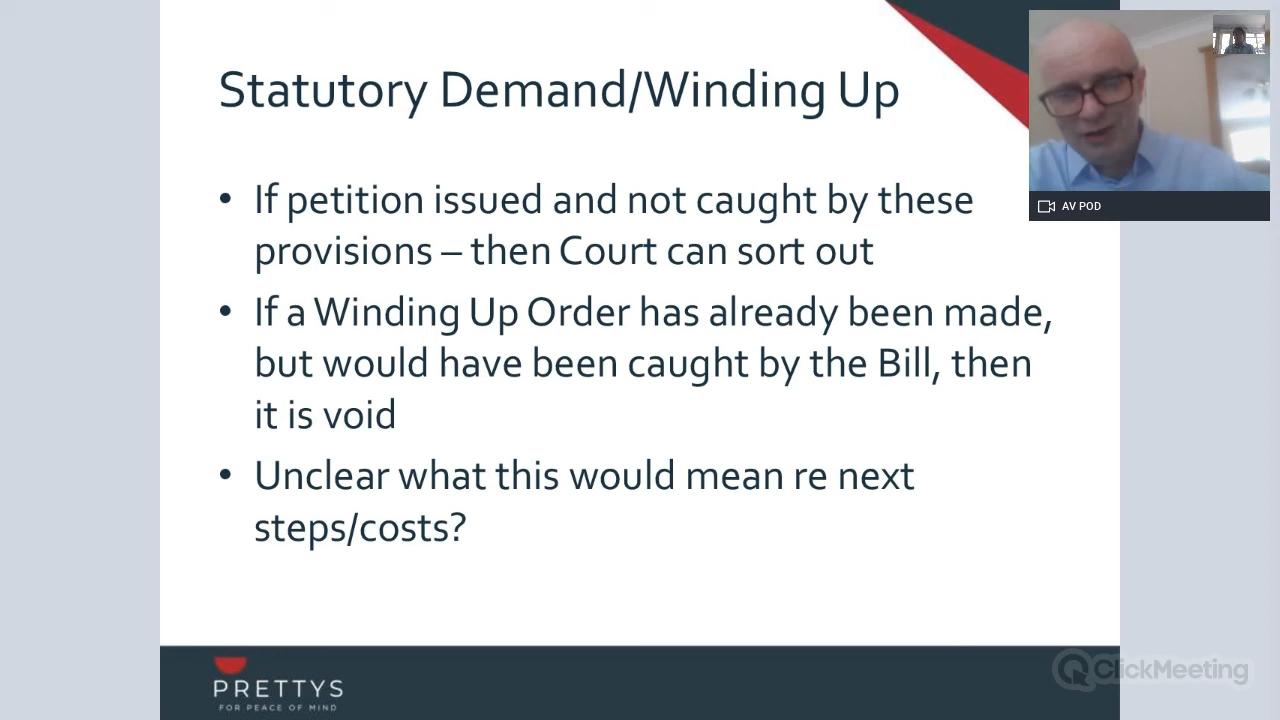 Statutory Demand/Winding Up
• If petition issued and not caught by these
provisions – then Court can sort out
• If a Winding Up Order has already been made,
but would have been caught by the Bill, then
it is void
• Unclear what this would mean re next
steps/costs?
AV POD
PRETTYS
FOR PEACE OF MIND
ClickMeeting